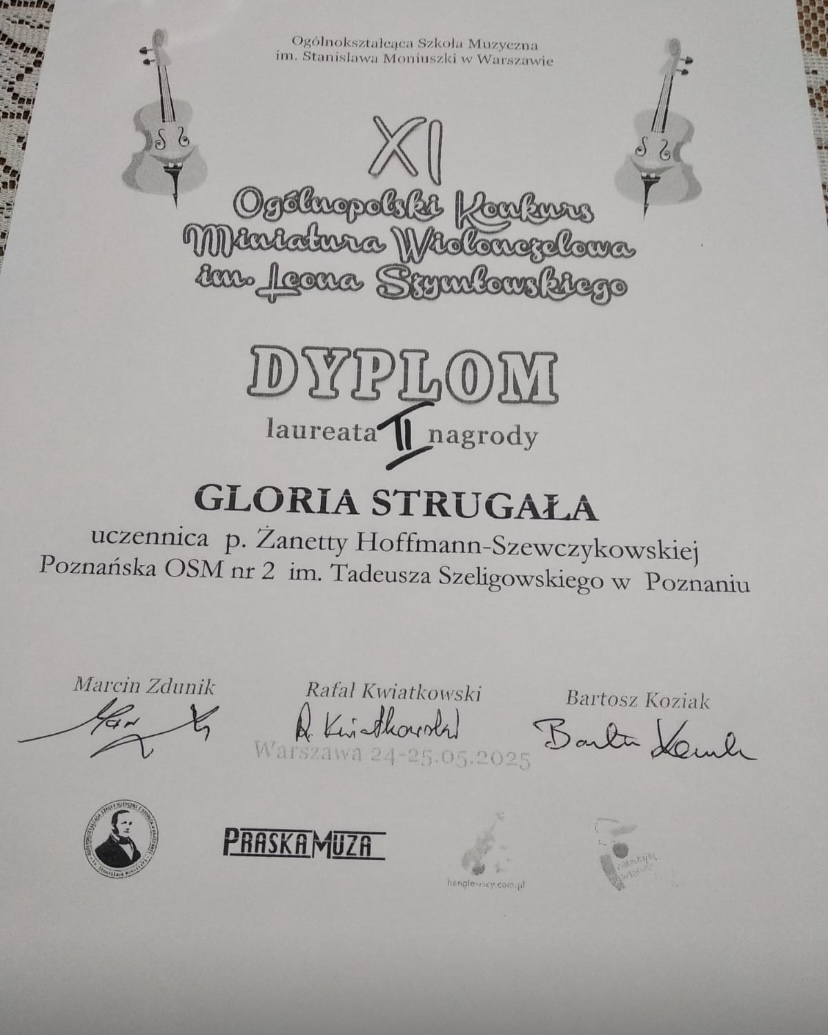 Ogólnokształcąca Szkoła Muzyczna
im. Stanisława Moniuszki w Warszawie
XI
Ogólnopolski Konkurs
Miniatura Wiolonczelowa
im. Leona Szymłowskiego
DYPLOM
laureata II nagrody
GLORIA STRUGAŁA
uczennica p. Żanetty Hoffmann-Szewczykowskiej
Poznańska OSM nr 2 im. Tadeusza Szeligowskiego w Poznaniu
Marcin Zdunik Rafał Kwiatkowski Bartosz Koziak
R Kwiatkowski
Warszawa 24-25.05.2025
PRASKA MUZA